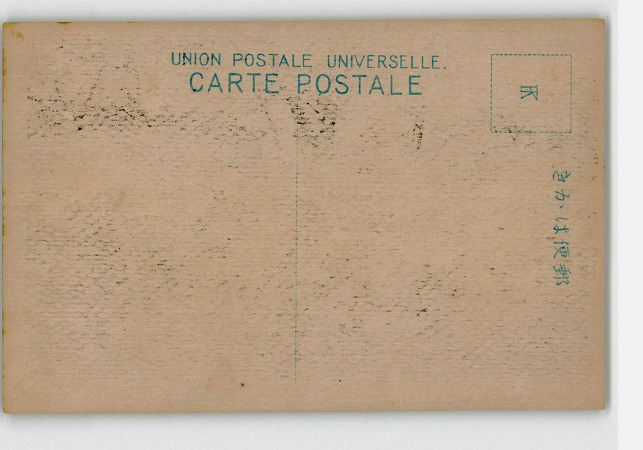 UNION POSTALE UNIVERSELLE.
CARTE POSTALE
郵便はかき